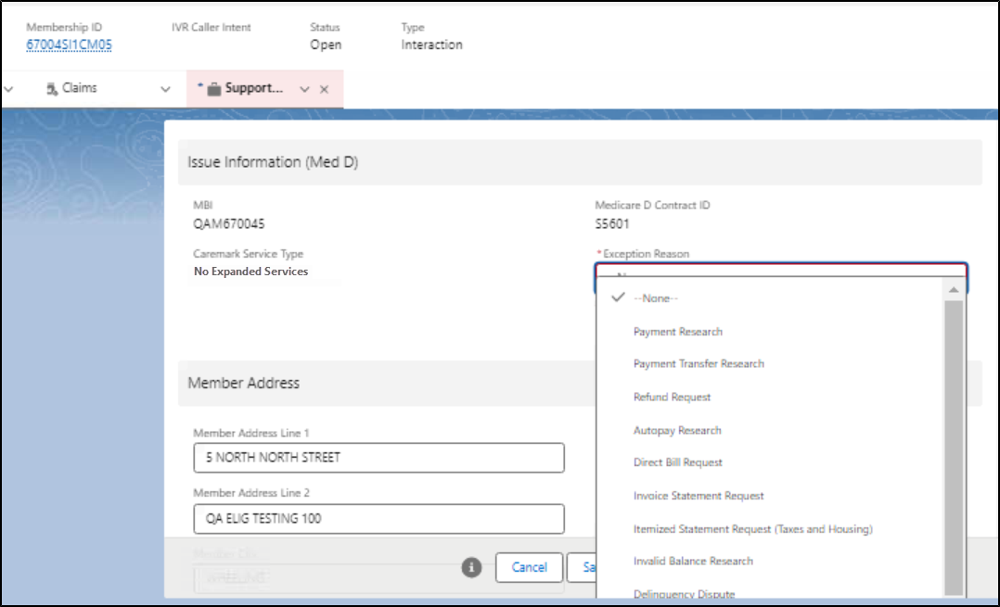 Membership ID
IVR Caller Intent
Status
Type
67004SI1CM05
Open
Interaction
Claims
* Support...
Issue Information (Med D)
MBI
Medicare D Contract ID
QAM670045
S5601
Caremark Service Type
*Exception Reason
No Expanded Services
--None--
Payment Research
Payment Transfer Research
Refund Request
Autopay Research
Direct Bill Request
Invoice Statement Request
Itemized Statement Request (Taxes and Housing)
Invalid Balance Research
Delinquency Dispute
Member Address
Member Address Line 1
5 NORTH NORTH STREET
Member Address Line 2
QA ELIG TESTING 100
Cancel
Sa